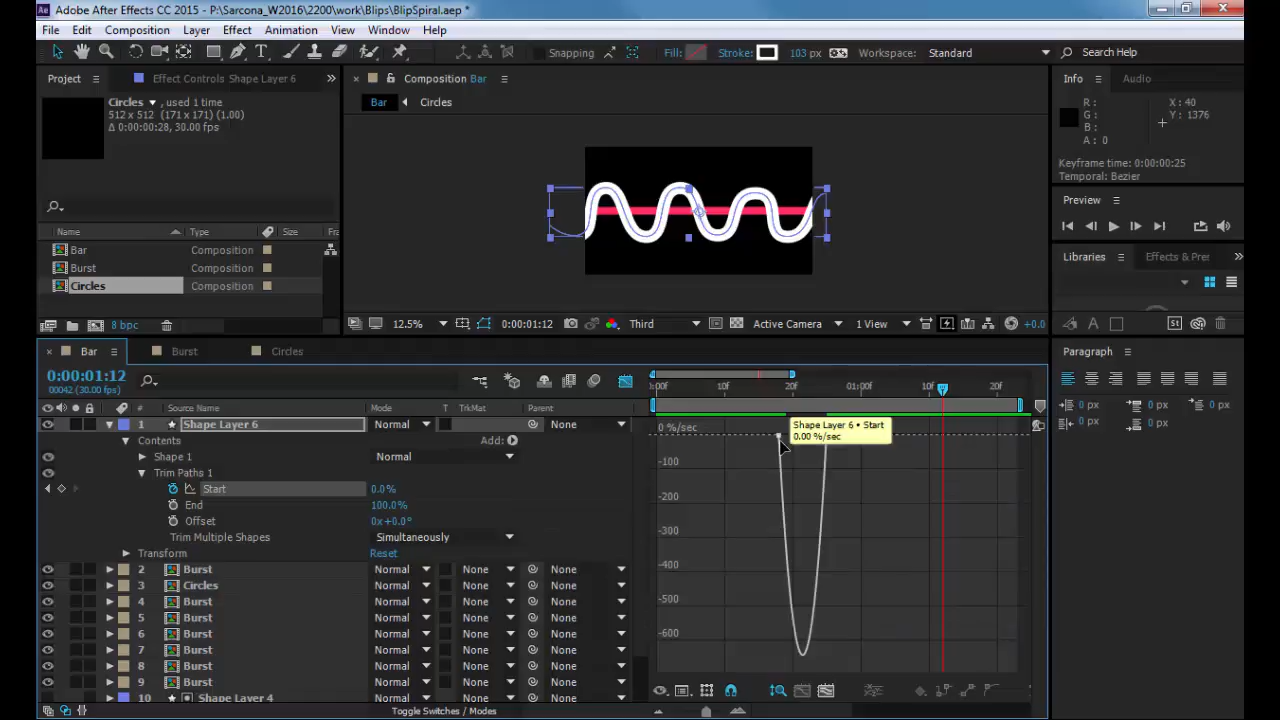 Adobe After Effects CC 2015 - P:\Sarcona_W2016\2200\work\Blips\BlipSpiral.aep *
File Edit Composition Layer Effect Animation View Window Help
Snapping Fill: Stroke: 103 px Workspace: Standard Search Help
Project Effect Controls Shape Layer 6
Circles , used 1 time
512 x 512 (171 x 171) (1.00)
Δ 0:00:00:28, 30.00 fps
Name Type Size Fra
Bar Composition
Burst Composition
Circles Composition
8 bpc
Composition Bar
Bar Circles
12.5% 0:00:01:12 Third Active Camera 1 View +0.0
Info Audio
R : X : 40
G : Y : 1376
B :
A : 0
Keyframe time: 0:00:00:25
Temporal: Bezier
Preview
Libraries Effects & Pre
St
Paragraph
0 px 0 px 0 px
0 px 0 px
Bar Burst Circles
0:00:01:12
00042 (30.00 fps)
:00f 10f 20f 01:00f 10f 20f
# Source Name Mode T TrkMat Parent
1 Shape Layer 6 Normal None
Contents Add:
Shape 1 Normal
Trim Paths 1
Start 0.0%
End 100.0%
Offset 0x+0.0°
Trim Multiple Shapes Simultaneously
Transform Reset
2 Burst Normal None None
3 Circles Normal None None
4 Burst Normal None None
5 Burst Normal None None
6 Burst Normal None None
7 Burst Normal None None
8 Burst Normal None None
9 Burst Normal None None
10 Shape Layer 4 Normal None None
Toggle Switches / Modes
0 %/sec
-100
-200
-300
-400
-500
-600
Shape Layer 6 • Start
0.00 %/sec